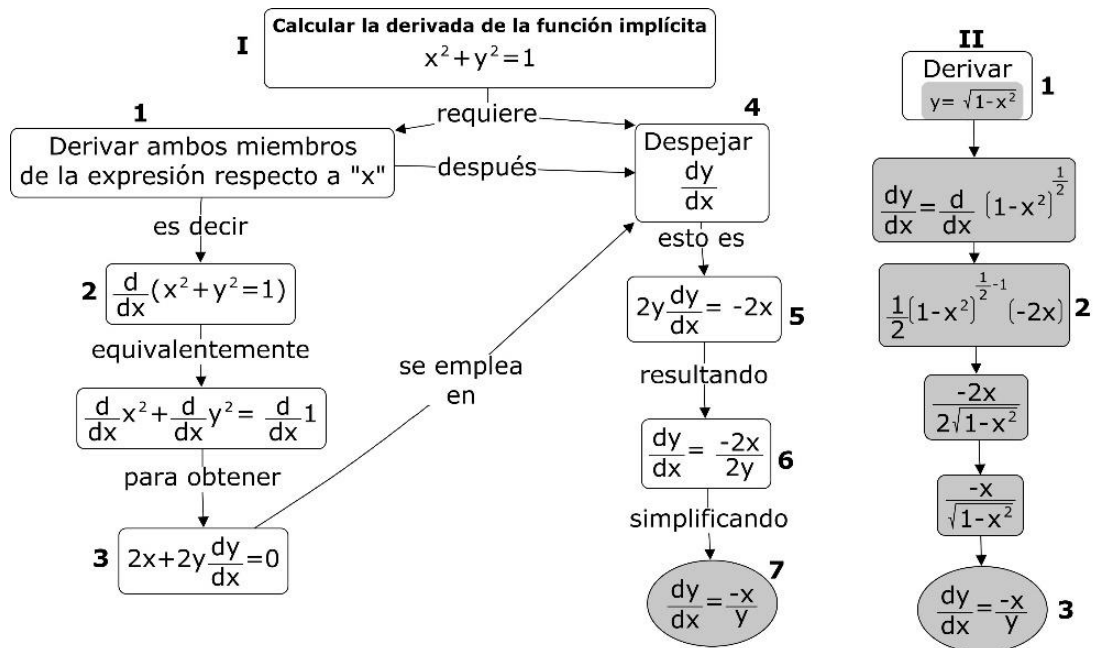 I
Calcular la derivada de la función implícita
x²+y²=1
requiere
1
Derivar ambos miembros
de la expresión respecto a "x"
después
es decir
2
d/dx (x²+y²=1)
equivalentemente
d/dx x²+ d/dx y²= d/dx 1
para obtener
3
2x+2y dy/dx =0
se emplea
en
4
Despejar
dy/dx
esto es
2y dy/dx = -2x
5
resultando
dy/dx = -2x/2y
6
simplificando
7
dy/dx = -x/y
II
Derivar
y= √(1-x²)
1
dy/dx = d/dx (1-x²)^(1/2)
1/2 (1-x²)^(1/2 -1) (-2x)
2
-2x/(2√(1-x²))
-x/√(1-x²)
dy/dx = -x/y
3